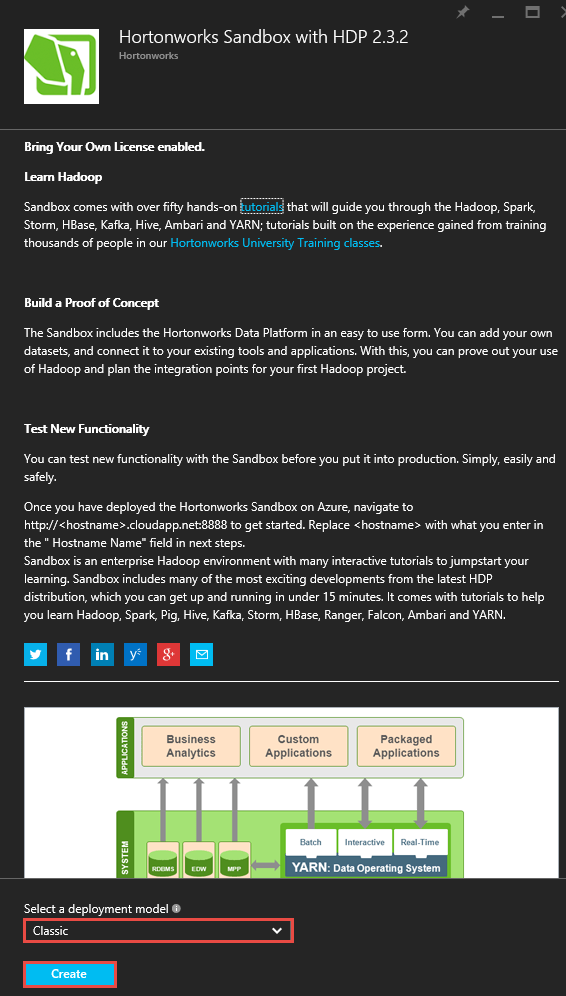 Hortonworks Sandbox with HDP 2.3.2
Hortonworks
Bring Your Own License enabled.
Learn Hadoop
Sandbox comes with over fifty hands-on tutorials that will guide you through the Hadoop, Spark,
Storm, HBase, Kafka, Hive, Ambari and YARN; tutorials built on the experience gained from training
thousands of people in our Hortonworks University Training classes.
Build a Proof of Concept
The Sandbox includes the Hortonworks Data Platform in an easy to use form. You can add your own
datasets, and connect it to your existing tools and applications. With this, you can prove out your use
of Hadoop and plan the integration points for your first Hadoop project.
Test New Functionality
You can test new functionality with the Sandbox before you put it into production. Simply, easily and
safely.
Once you have deployed the Hortonworks Sandbox on Azure, navigate to
http://<hostname>.cloudapp.net:8888 to get started. Replace <hostname> with what you enter in
the " Hostname Name" field in next steps.
Sandbox is an enterprise Hadoop environment with many interactive tutorials to jumpstart your
learning. Sandbox includes many of the most exciting developments from the latest HDP
distribution, which you can get up and running in under 15 minutes. It comes with tutorials to help
you learn Hadoop, Spark, Pig, Hive, Kafka, Storm, HBase, Ranger, Falcon, Ambari and YARN.
APPLICATIONS
Business
Analytics
Custom
Applications
Packaged
Applications
SYSTEM
RDBMS
EDW
MPP
Batch
Interactive
Real-Time
YARN: Data Operating System
Select a deployment model
Classic
Create